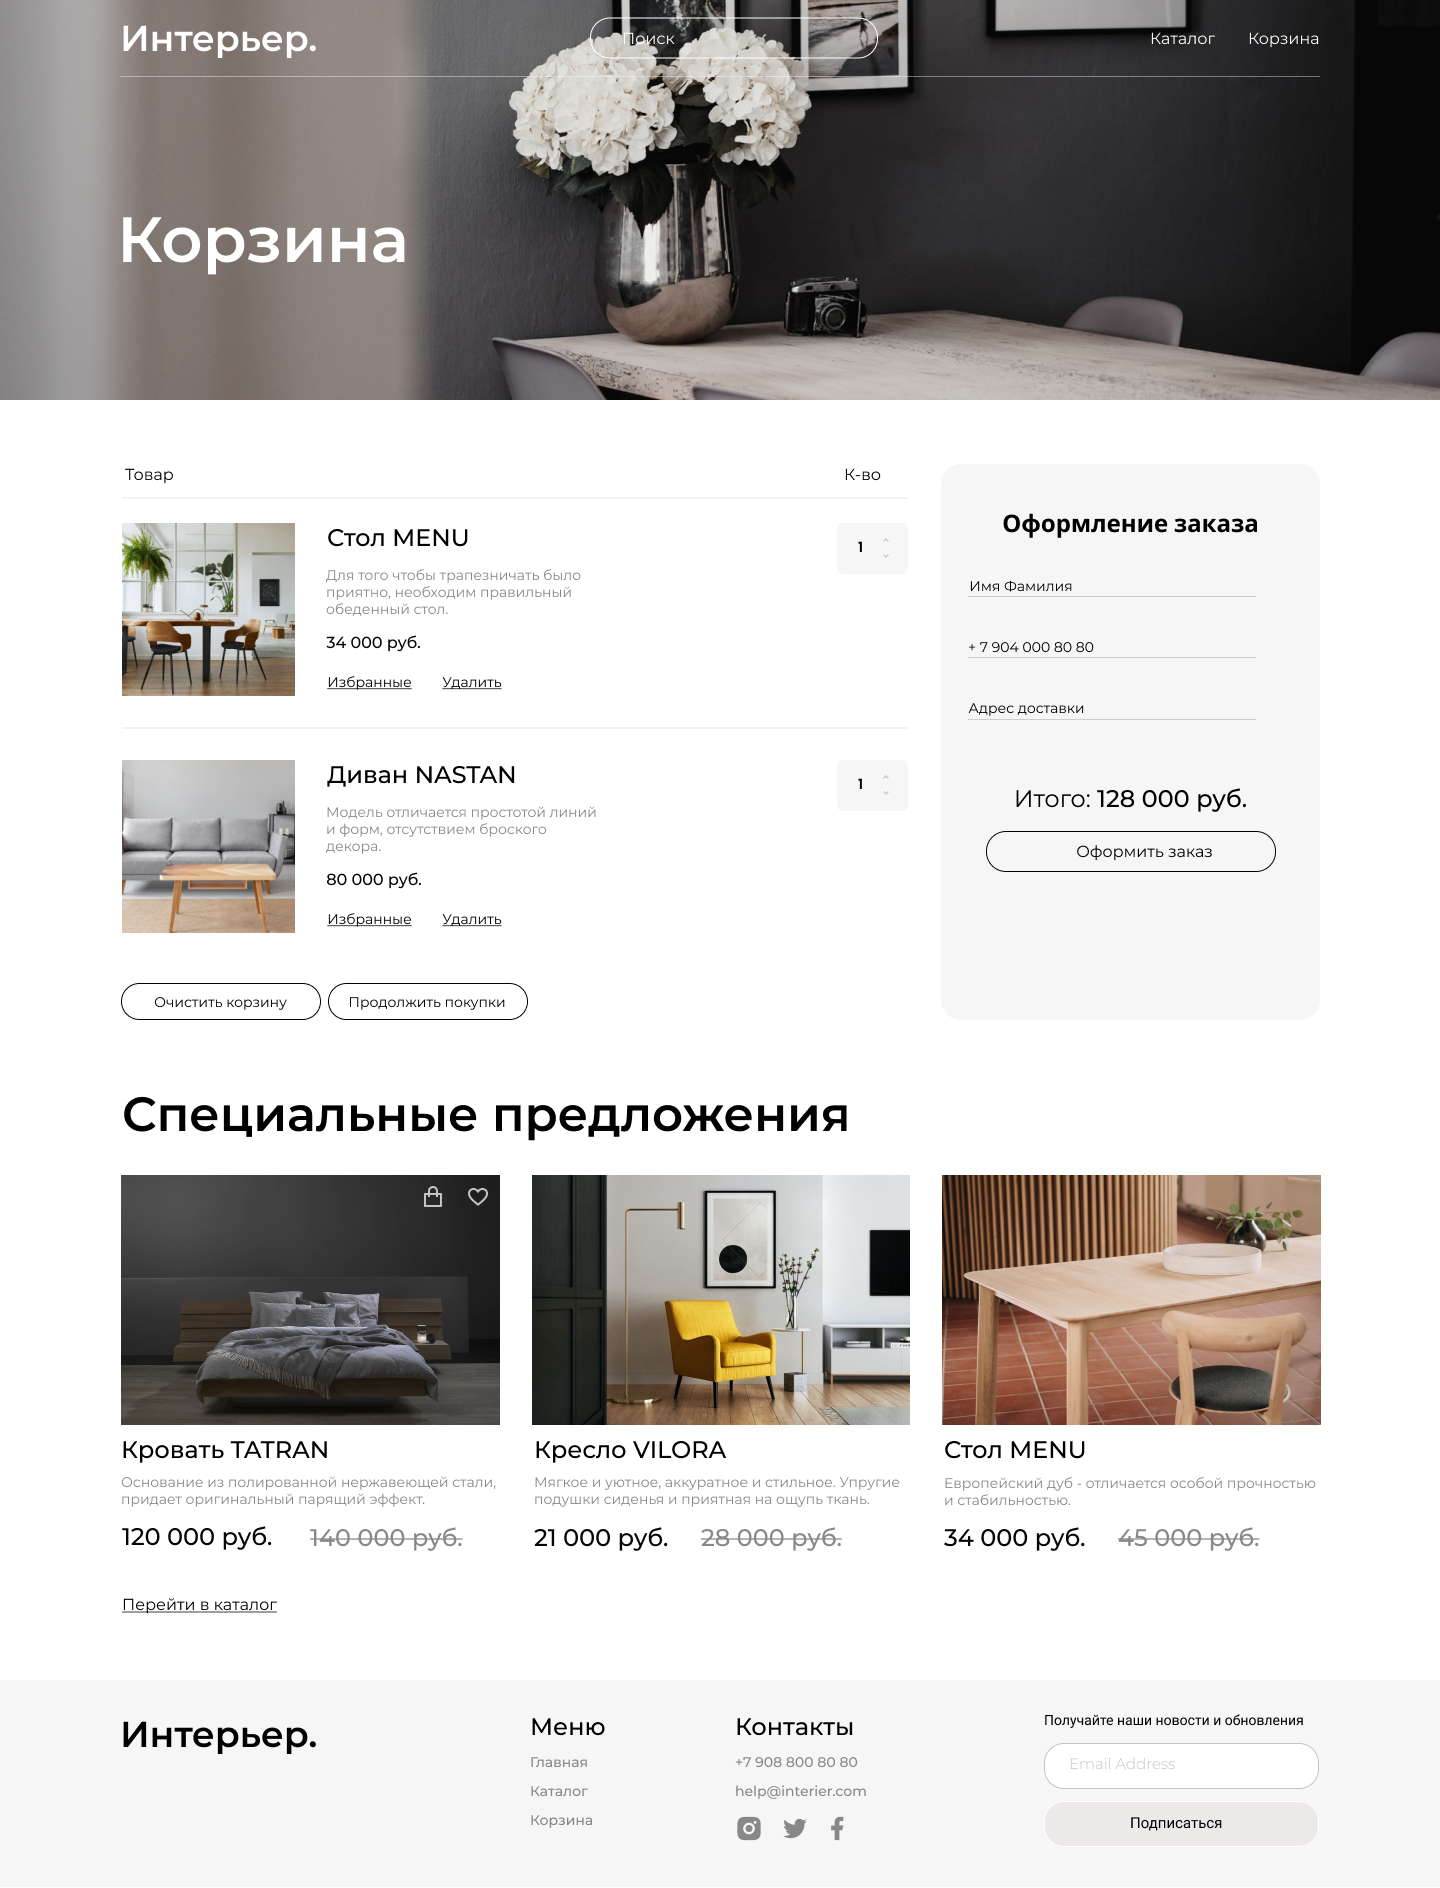 Интерьер.
Поиск
Каталог
Корзина
Корзина
Товар
К-во
Стол MENU
1
Для того чтобы трапезничать было
приятно, необходим правильный
обеденный стол.
34 000 руб.
Избранные
Удалить
Диван NASTAN
1
Модель отличается простотой линий
и форм, отсутствием броского
декора.
80 000 руб.
Избранные
Удалить
Очистить корзину
Продолжить покупки
Оформление заказа
Имя Фамилия
+ 7 904 000 80 80
Адрес доставки
Итого: 128 000 руб.
Оформить заказ
Специальные предложения
Кровать TATRAN
Основание из полированной нержавеющей стали,
придает оригинальный парящий эффект.
120 000 руб.
140 000 руб.
Кресло VILORA
Мягкое и уютное, аккуратное и стильное. Упругие
подушки сиденья и приятная на ощупь ткань.
21 000 руб.
28 000 руб.
Стол MENU
Европейский дуб - отличается особой прочностью
и стабильностью.
34 000 руб.
45 000 руб.
Перейти в каталог
Интерьер.
Меню
Главная
Каталог
Корзина
Контакты
+7 908 800 80 80
help@interier.com
Получайте наши новости и обновления
Email Address
Подписаться